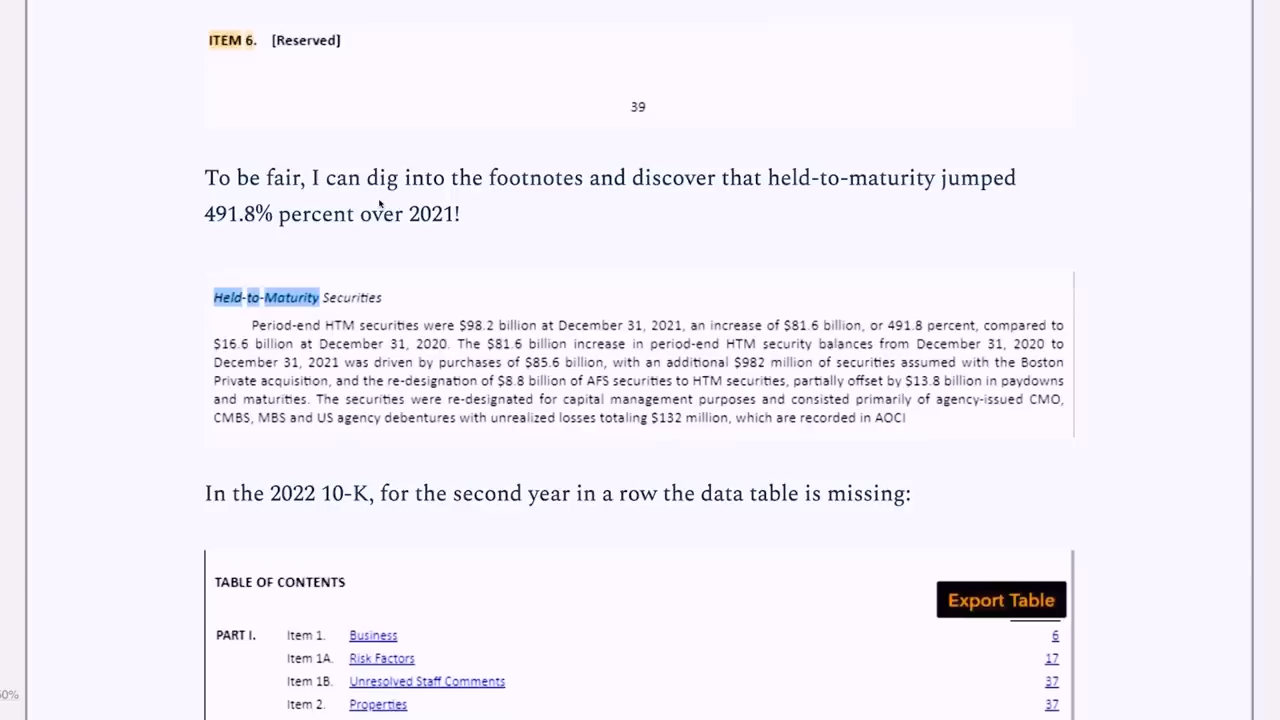 ITEM 6. [Reserved]
39
To be fair, I can dig into the footnotes and discover that held-to-maturity jumped
491.8% percent over 2021!
Held-to-Maturity Securities
Period-end HTM securities were $98.2 billion at December 31, 2021, an increase of $81.6 billion, or 491.8 percent, compared to
$16.6 billion at December 31, 2020. The $81.6 billion increase in period-end HTM security balances from December 31, 2020 to
December 31, 2021 was driven by purchases of $85.6 billion, with an additional $982 million of securities assumed with the Boston
Private acquisition, and the re-designation of $8.8 billion of AFS securities to HTM securities, partially offset by $13.8 billion in paydowns
and maturities. The securities were re-designated for capital management purposes and consisted primarily of agency-issued CMO,
CMBS, MBS and US agency debentures with unrealized losses totaling $132 million, which are recorded in AOCI
In the 2022 10-K, for the second year in a row the data table is missing:
TABLE OF CONTENTS
Export Table
PART I. Item 1. Business 6
Item 1A. Risk Factors 17
Item 1B. Unresolved Staff Comments 37
Item 2. Properties 37